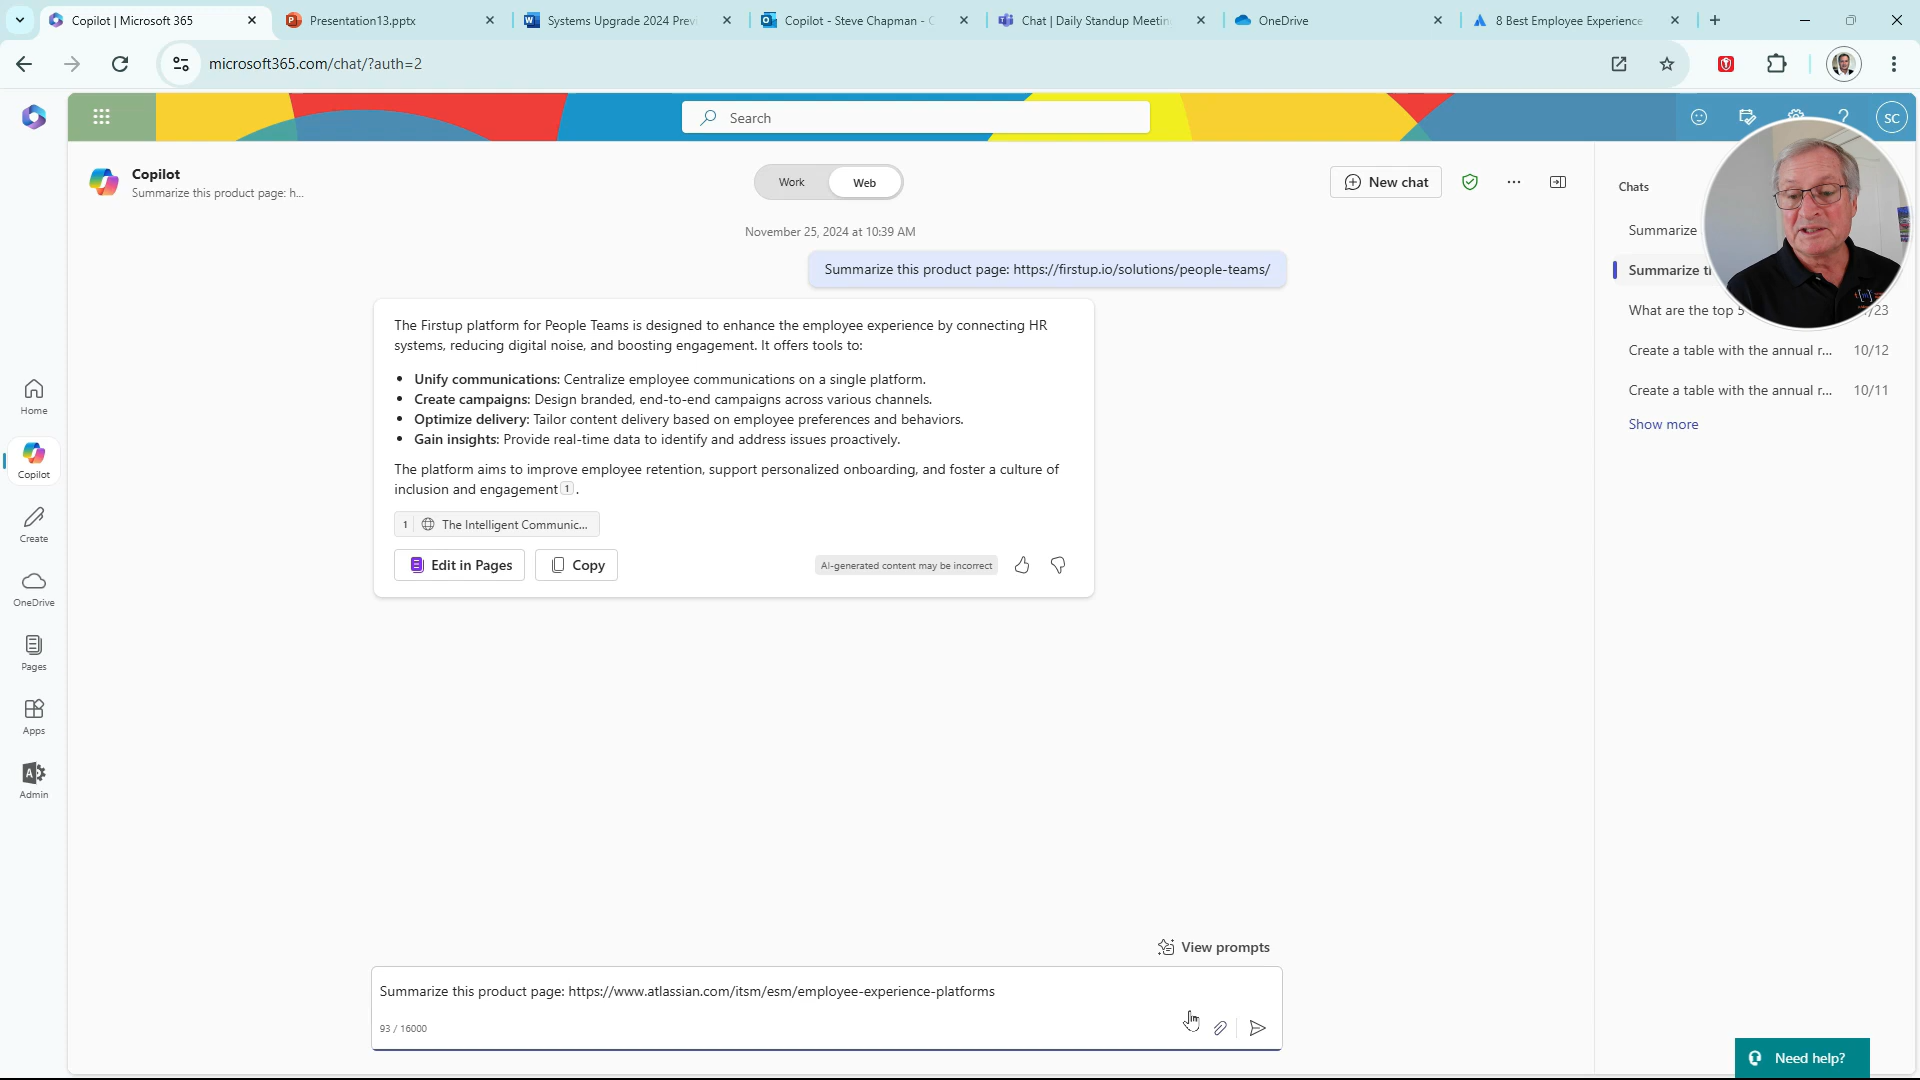 Copilot | Microsoft 365
Presentation13.pptx
Systems Upgrade 2024 Prev
Copilot - Steve Chapman - C
Chat | Daily Standup Meetin
OneDrive
8 Best Employee Experience
microsoft365.com/chat/?auth=2
Search
SC
Copilot
Summarize this product page: h...
Work
Web
New chat
Chats
November 25, 2024 at 10:39 AM
Summarize this product page: https://firstup.io/solutions/people-teams/
The Firstup platform for People Teams is designed to enhance the employee experience by connecting HR
systems, reducing digital noise, and boosting engagement. It offers tools to:
• Unify communications: Centralize employee communications on a single platform.
• Create campaigns: Design branded, end-to-end campaigns across various channels.
• Optimize delivery: Tailor content delivery based on employee preferences and behaviors.
• Gain insights: Provide real-time data to identify and address issues proactively.
The platform aims to improve employee retention, support personalized onboarding, and foster a culture of
inclusion and engagement 1 .
1 The Intelligent Communic...
Edit in Pages
Copy
AI-generated content may be incorrect
Summarize
Summarize t
What are the top 5 /23
Create a table with the annual r... 10/12
Create a table with the annual r... 10/11
Show more
Home
Copilot
Create
OneDrive
Pages
Apps
Admin
View prompts
Summarize this product page: https://www.atlassian.com/itsm/esm/employee-experience-platforms
93 / 16000
Need help?